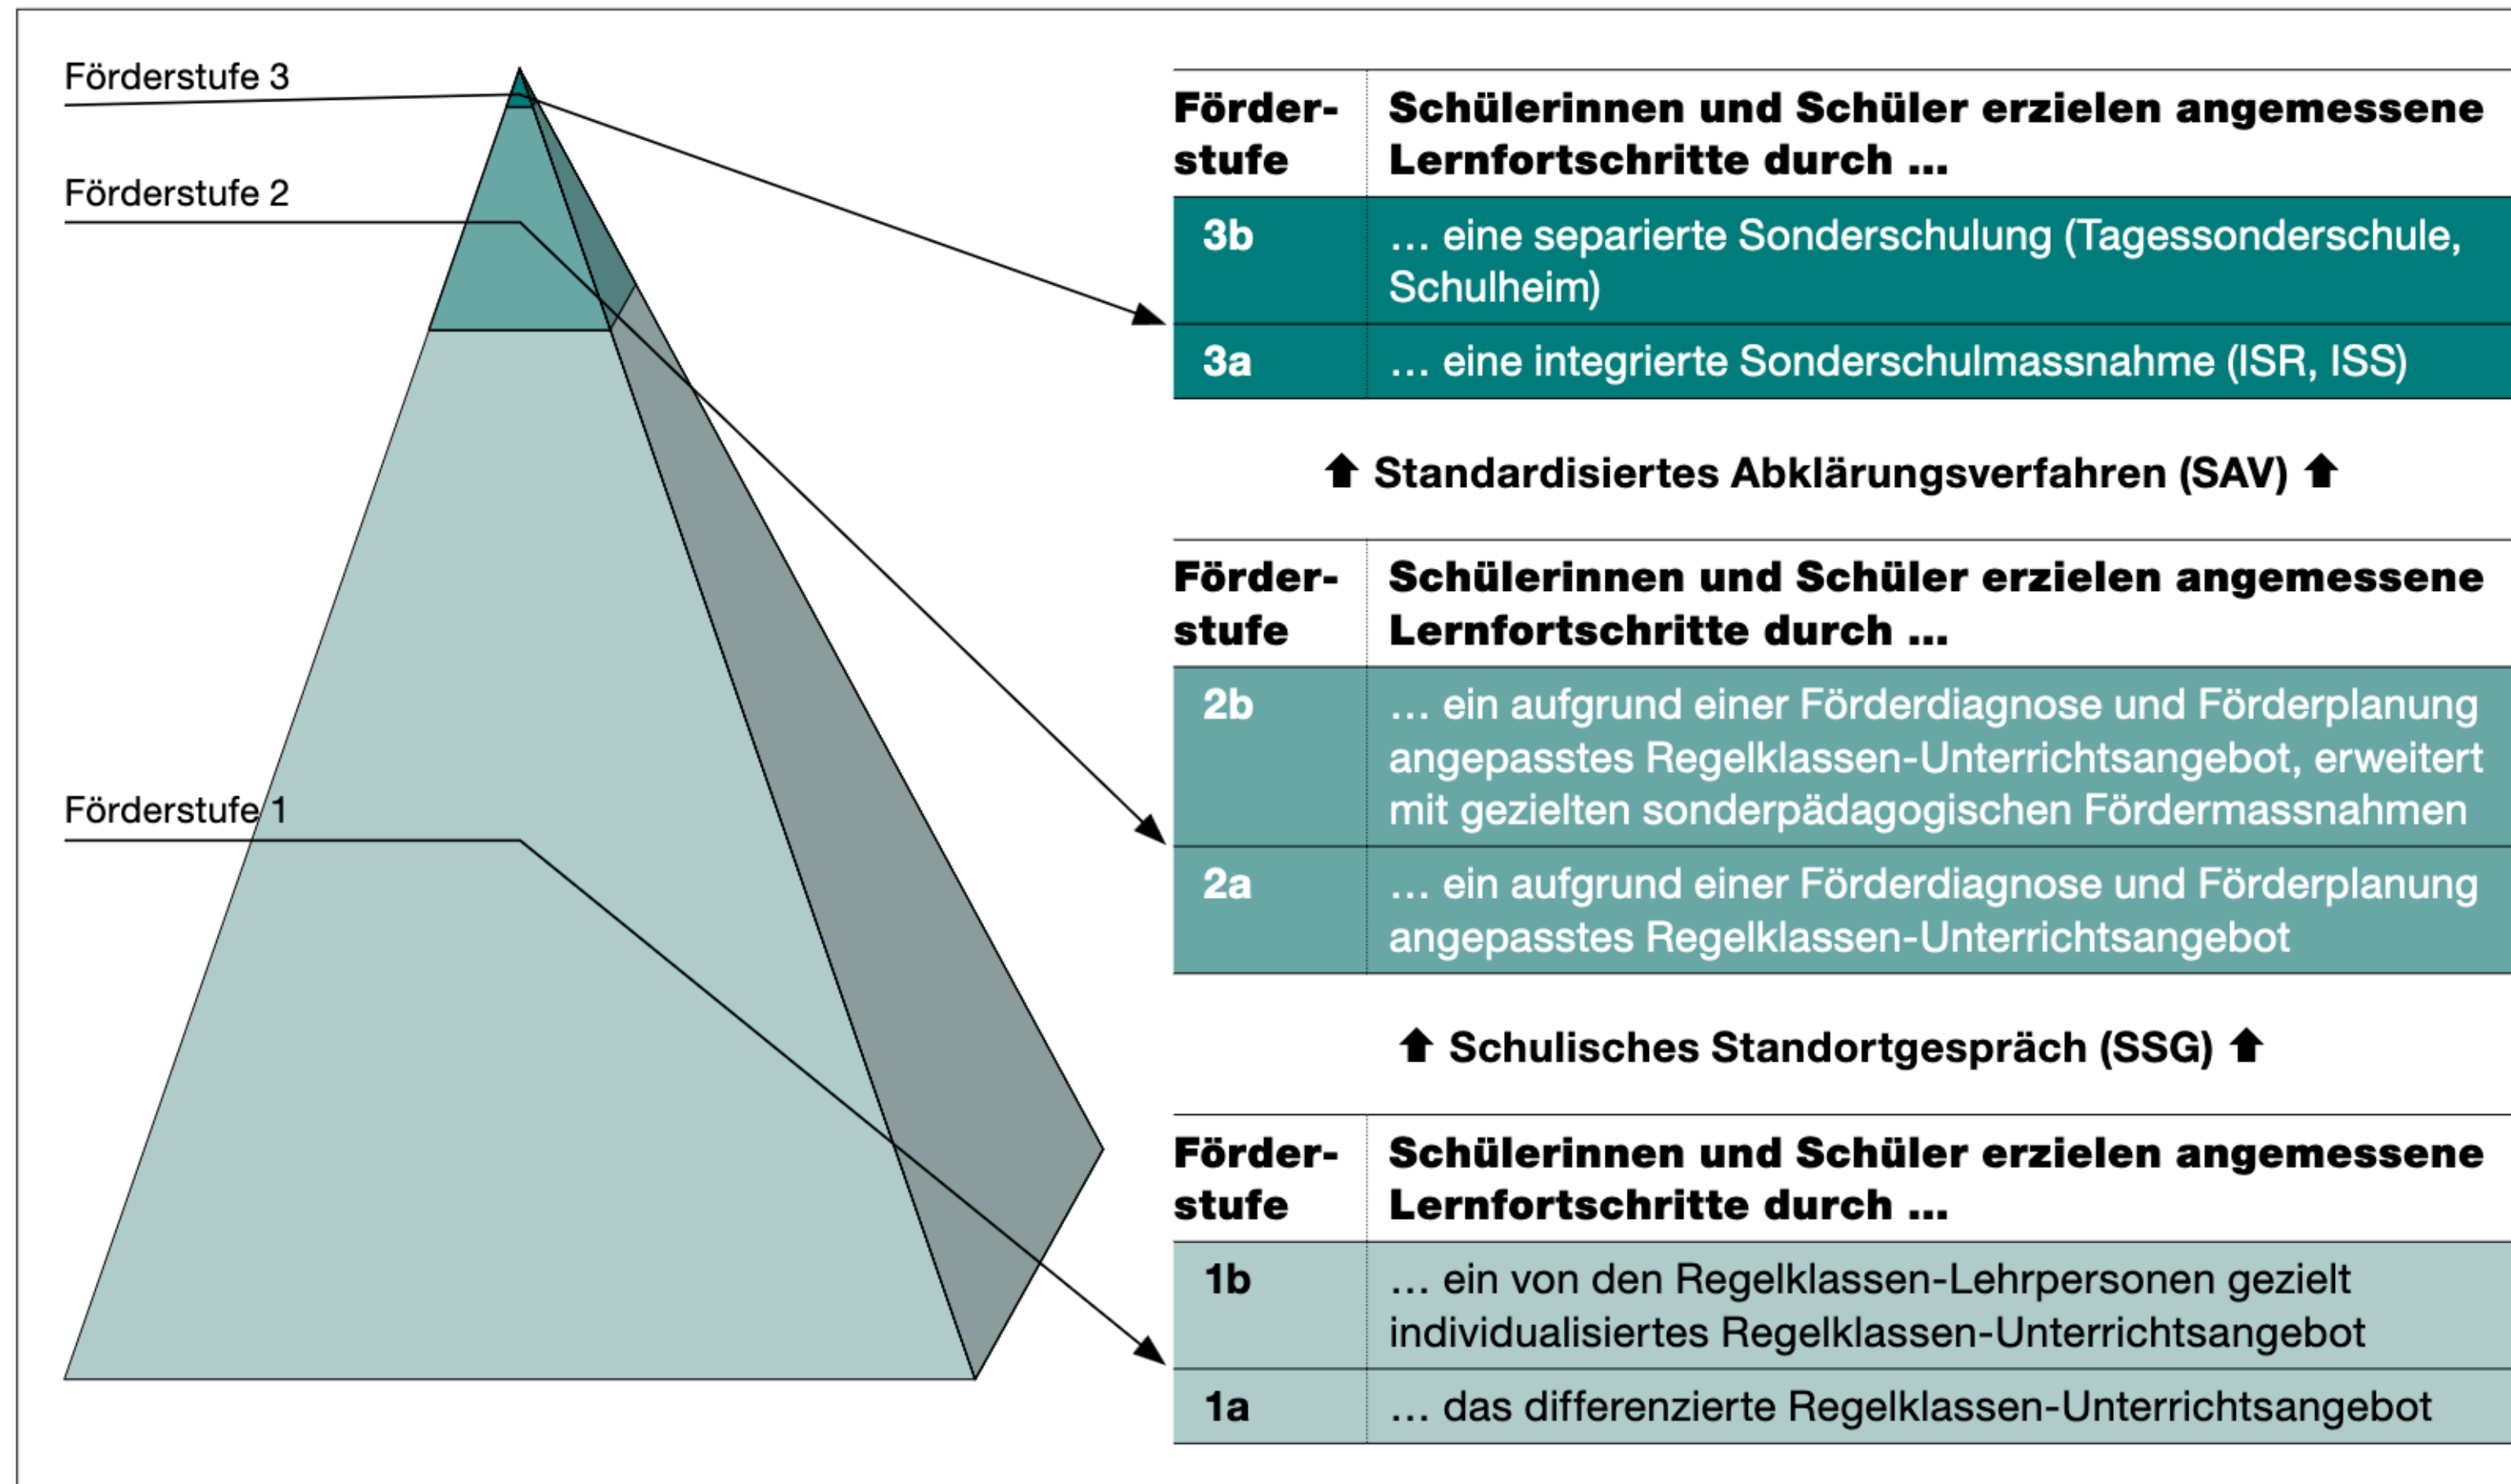 Förderstufe 3
Förderstufe 2
Förderstufe 1
Förder-
stufe
Schülerinnen und Schüler erzielen angemessene
Lernfortschritte durch ...
3b
... eine separierte Sonderschulung (Tagessonderschule,
Schulheim)
3a
... eine integrierte Sonderschulmassnahme (ISR, ISS)
Standardisiertes Abklärungsverfahren (SAV)
Förder-
stufe
Schülerinnen und Schüler erzielen angemessene
Lernfortschritte durch ...
2b
... ein aufgrund einer Förderdiagnose und Förderplanung
angepasstes Regelklassen-Unterrichtsangebot, erweitert
mit gezielten sonderpädagogischen Fördermassnahmen
2a
... ein aufgrund einer Förderdiagnose und Förderplanung
angepasstes Regelklassen-Unterrichtsangebot
Schulisches Standortgespräch (SSG)
Förder-
stufe
Schülerinnen und Schüler erzielen angemessene
Lernfortschritte durch ...
1b
... ein von den Regelklassen-Lehrpersonen gezielt
individualisiertes Regelklassen-Unterrichtsangebot
1a
... das differenzierte Regelklassen-Unterrichtsangebot